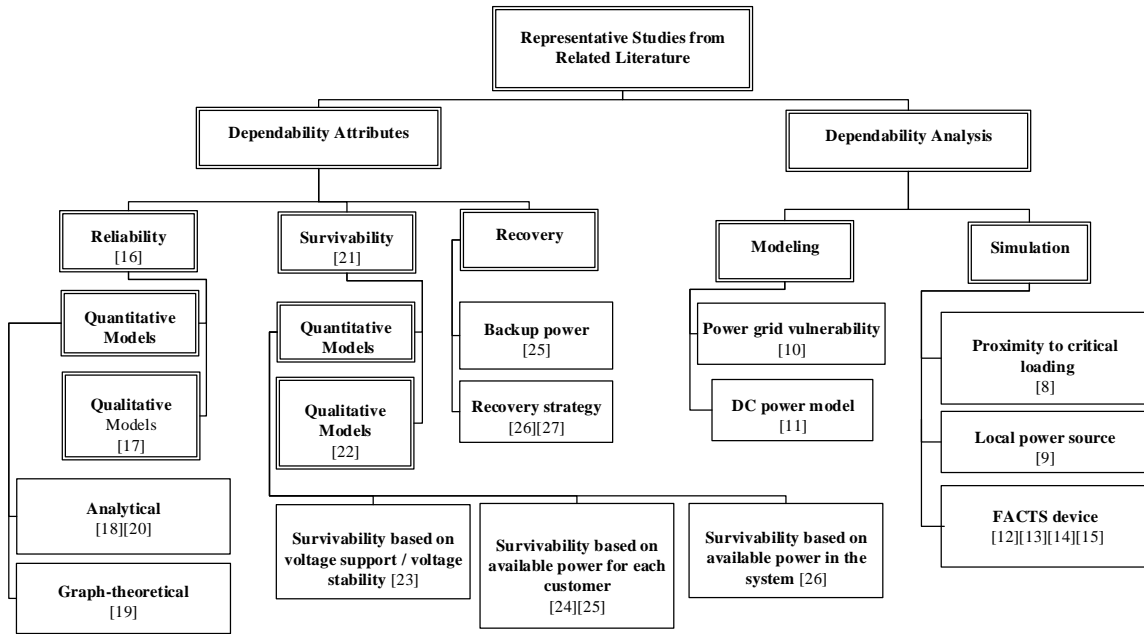 Representative Studies from
Related Literature
Dependability Attributes
Dependability Analysis
Reliability
[16]
Survivability
[21]
Recovery
Modeling
Simulation
Quantitative
Models
Qualitative
Models
[17]
Analytical
[18][20]
Graph-theoretical
[19]
Quantitative
Models
Qualitative
Models
[22]
Survivability based on
voltage support / voltage
stability [23]
Survivability based on
available power for each
customer
[24][25]
Survivability based on
available power in the
system [26]
Backup power
[25]
Recovery strategy
[26][27]
Power grid vulnerability
[10]
DC power model
[11]
Proximity to critical
loading
[8]
Local power source
[9]
FACTS device
[12][13][14][15]